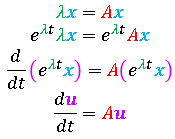 λx = Ax
e^{λt}λx = e^{λt}Ax
d/dt (e^{λt}x) = A(e^{λt}x)
du/dt = Au